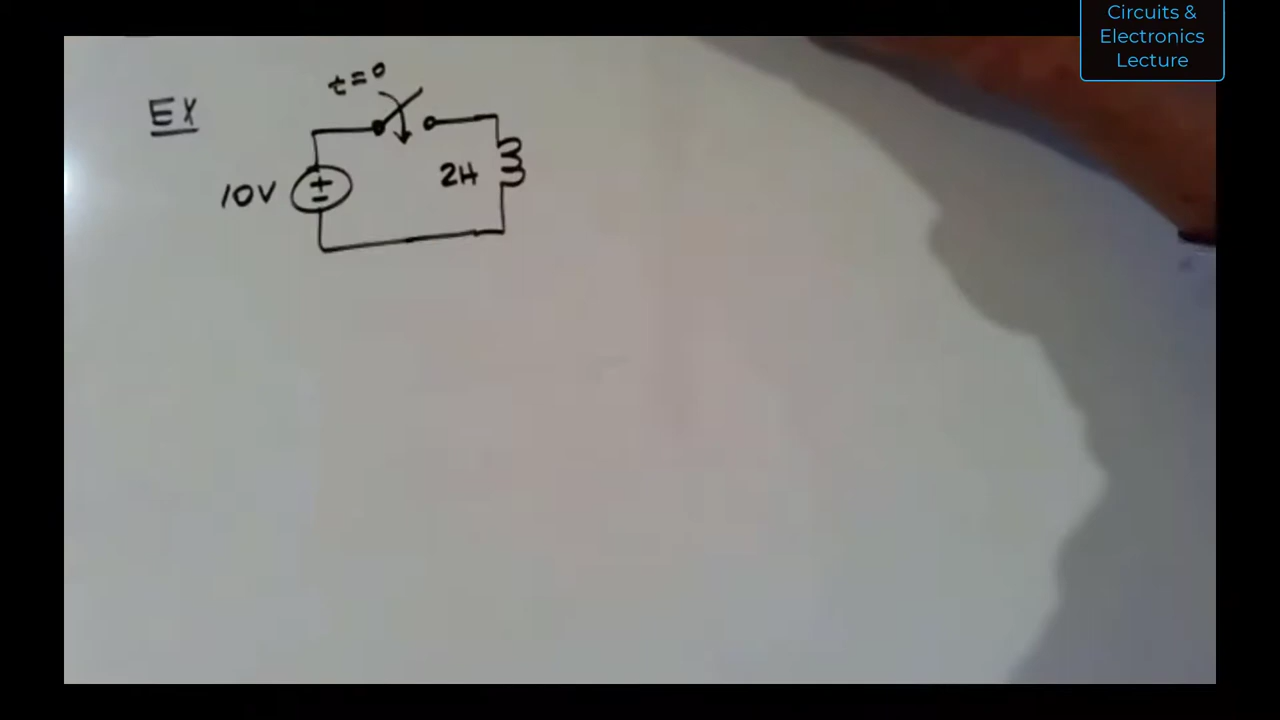 Circuits &
Electronics
Lecture
t=0
EX
10V
+
-
2H